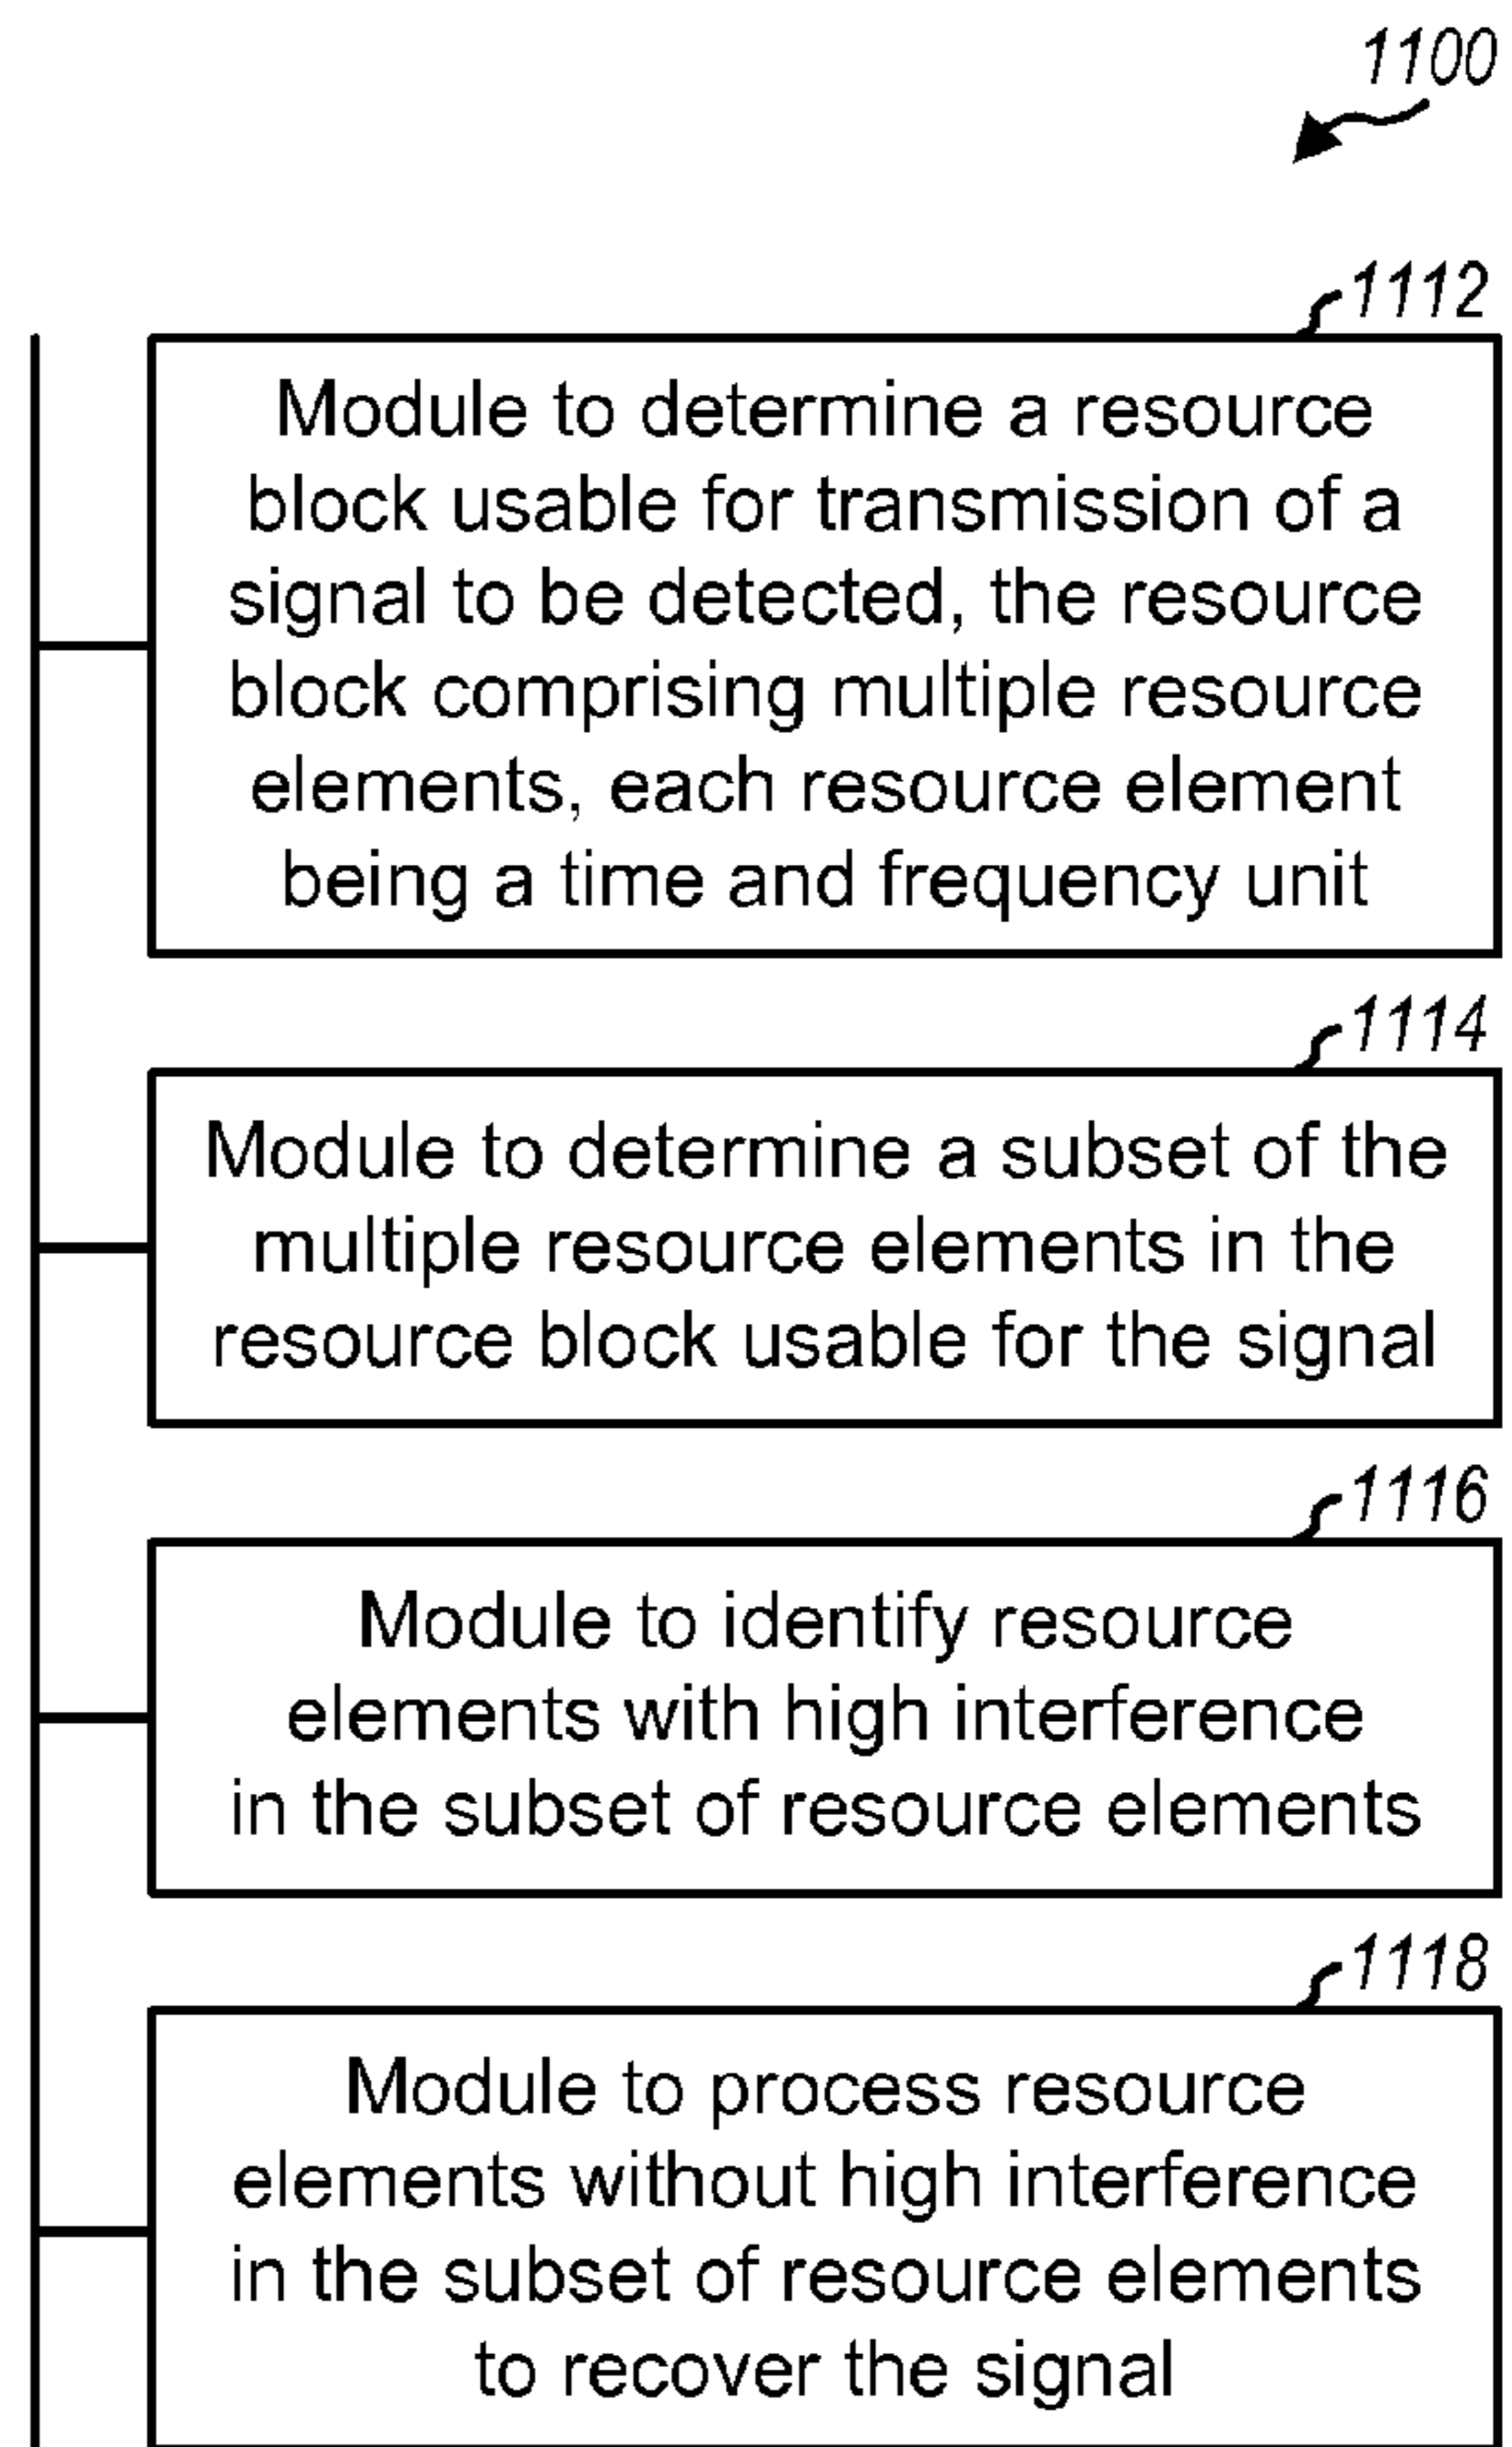 1100
1112
Module to determine a resource
block usable for transmission of a
signal to be detected, the resource
block comprising multiple resource
elements, each resource element
being a time and frequency unit
1114
Module to determine a subset of the
multiple resource elements in the
resource block usable for the signal
1116
Module to identify resource
elements with high interference
in the subset of resource elements
1118
Module to process resource
elements without high interference
in the subset of resource elements
to recover the signal